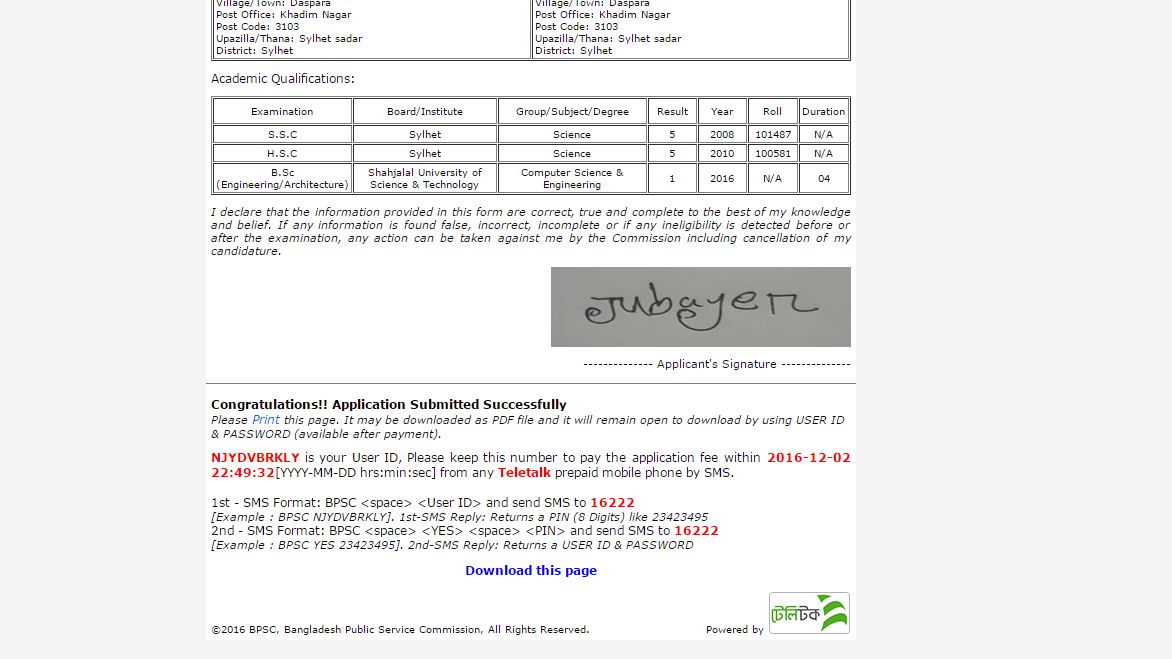 Village/Town: Daspara Village/Town: Daspara
Post Office: Khadim Nagar Post Office: Khadim Nagar
Post Code: 3103 Post Code: 3103
Upazilla/Thana: Sylhet sadar Upazilla/Thana: Sylhet sadar
District: Sylhet District: Sylhet
Academic Qualifications:
Examination Board/Institute Group/Subject/Degree Result Year Roll Duration
S.S.C Sylhet Science 5 2008 101487 N/A
H.S.C Sylhet Science 5 2010 100581 N/A
B.Sc (Engineering/Architecture) Shahjalal University of Science & Technology Computer Science & Engineering 1 2016 N/A 04
I declare that the information provided in this form are correct, true and complete to the best of my knowledge
and belief. If any information is found false, incorrect, incomplete or if any ineligibility is detected before or
after the examination, any action can be taken against me by the Commission including cancellation of my
candidature.
Jubayer
-------------- Applicant's Signature --------------
Congratulations!! Application Submitted Successfully
Please Print this page. It may be downloaded as PDF file and it will remain open to download by using USER ID
& PASSWORD (available after payment).
NJYDVBRKLY is your User ID, Please keep this number to pay the application fee within 2016-12-02
22:49:32[YYYY-MM-DD hrs:min:sec] from any Teletalk prepaid mobile phone by SMS.
1st - SMS Format: BPSC <space> <User ID> and send SMS to 16222
[Example : BPSC NJYDVBRKLY]. 1st-SMS Reply: Returns a PIN (8 Digits) like 23423495
2nd - SMS Format: BPSC <space> <YES> <space> <PIN> and send SMS to 16222
[Example : BPSC YES 23423495]. 2nd-SMS Reply: Returns a USER ID & PASSWORD
Download this page
©2016 BPSC, Bangladesh Public Service Commission, All Rights Reserved. Powered by টেলিটক